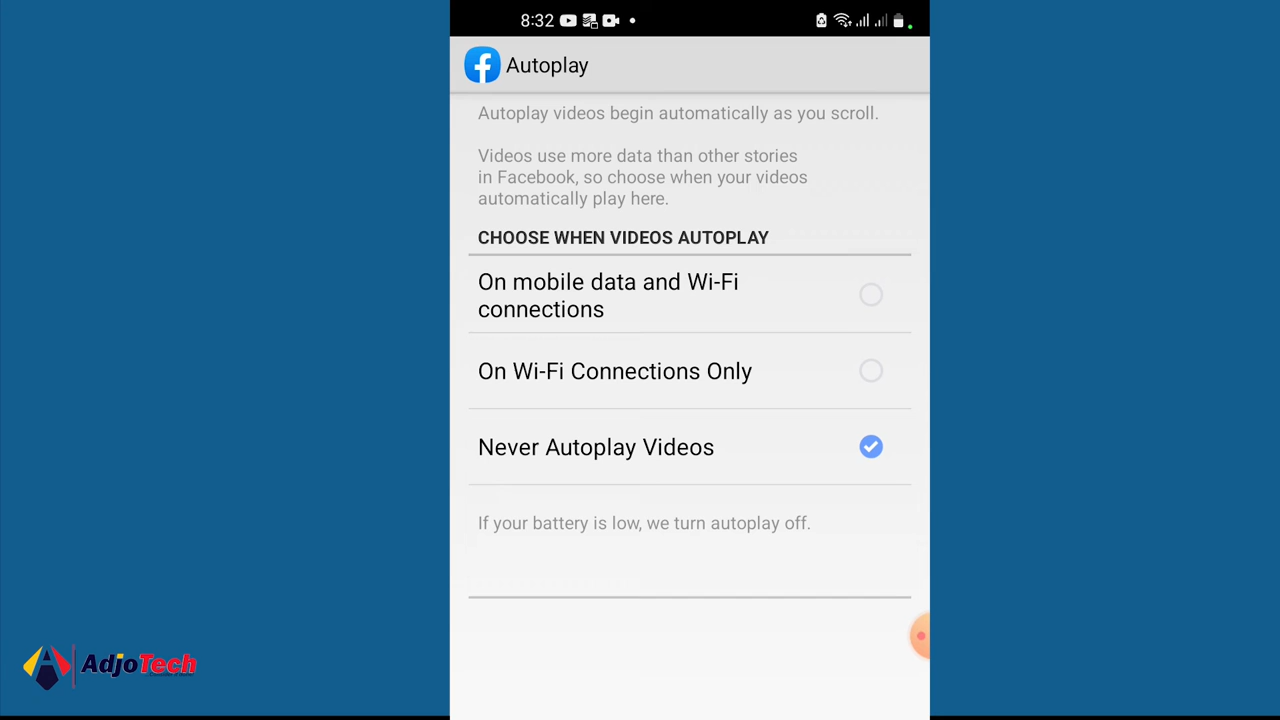 8:32
Autoplay
Autoplay videos begin automatically as you scroll.
Videos use more data than other stories
in Facebook, so choose when your videos
automatically play here.
CHOOSE WHEN VIDEOS AUTOPLAY
On mobile data and Wi-Fi
connections
On Wi-Fi Connections Only
Never Autoplay Videos
If your battery is low, we turn autoplay off.
AdjoTech